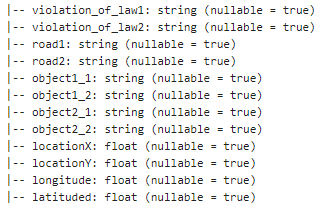 |-- violation_of_law1: string (nullable = true)
|-- violation_of_law2: string (nullable = true)
|-- road1: string (nullable = true)
|-- road2: string (nullable = true)
|-- object1_1: string (nullable = true)
|-- object1_2: string (nullable = true)
|-- object2_1: string (nullable = true)
|-- object2_2: string (nullable = true)
|-- locationX: float (nullable = true)
|-- locationY: float (nullable = true)
|-- longitude: float (nullable = true)
|-- latituded: float (nullable = true)